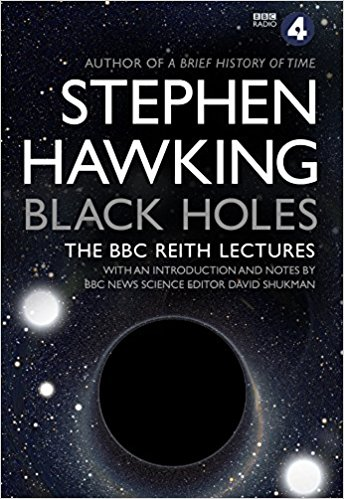 BBC
RADIO
4
AUTHOR OF A BRIEF HISTORY OF TIME
STEPHEN
HAWKING
BLACK HOLES
THE BBC REITH LECTURES
WITH AN INTRODUCTION AND NOTES BY
BBC NEWS SCIENCE EDITOR DAVID SHUKMAN